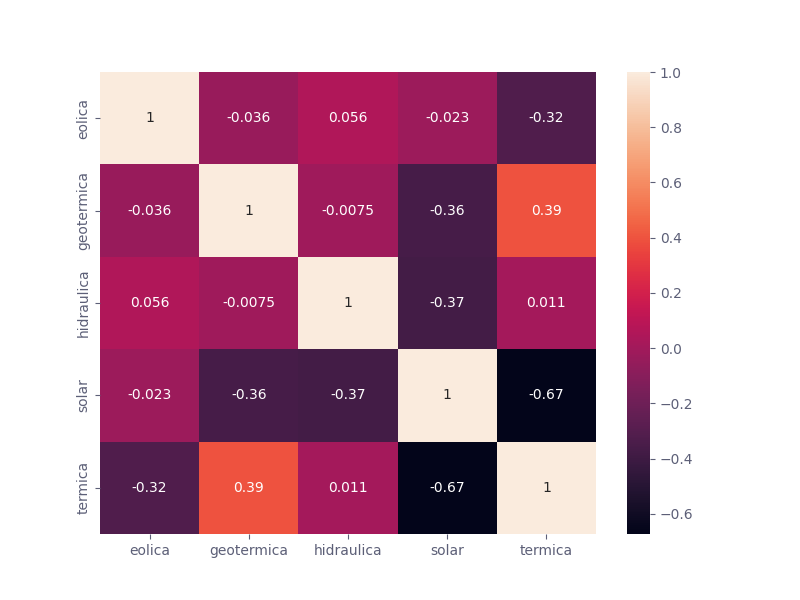 eolica 1 -0.036 0.056 -0.023 -0.32
geotermica -0.036 1 -0.0075 -0.36 0.39
hidraulica 0.056 -0.0075 1 -0.37 0.011
solar -0.023 -0.36 -0.37 1 -0.67
termica -0.32 0.39 0.011 -0.67 1
eolica geotermica hidraulica solar termica
1.0
0.8
0.6
0.4
0.2
0.0
−0.2
−0.4
−0.6